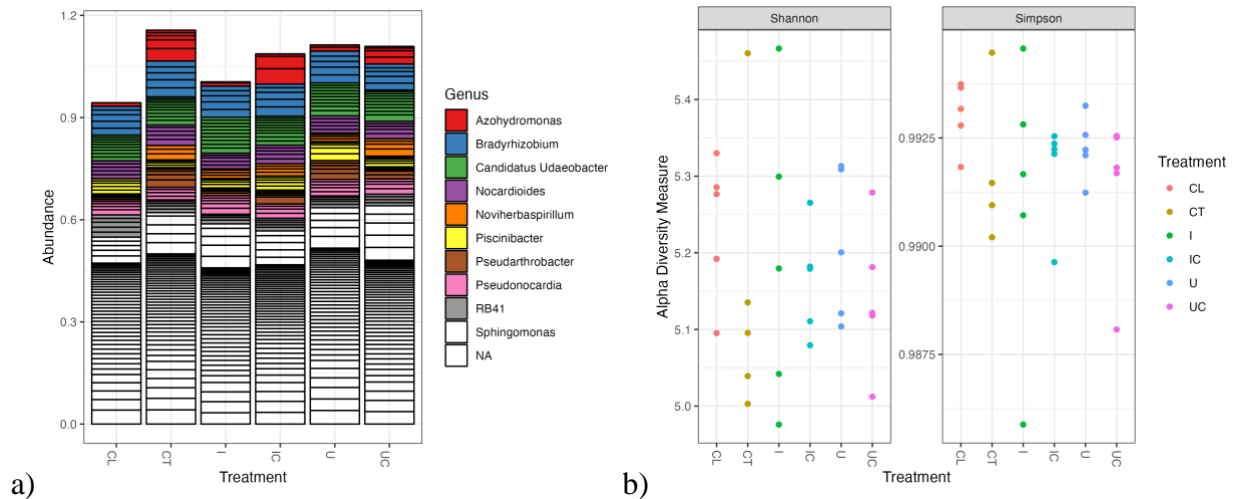 1.2
0.9
0.6
0.3
0.0
Abundance
CL
CT
I
IC
U
UC
Treatment
Genus
Azohydromonas
Bradyrhizobium
Candidatus Udaeobacter
Nocardioides
Noviherbaspirillum
Piscinibacter
Pseudarthrobacter
Pseudonocardia
RB41
Sphingomonas
NA
a)
Shannon
Simpson
Alpha Diversity Measure
5.4
5.3
5.2
5.1
5.0
0.9925
0.9900
0.9875
CL
CT
I
IC
U
UC
CL
CT
I
IC
U
UC
Treatment
Treatment
CL
CT
I
IC
U
UC
b)